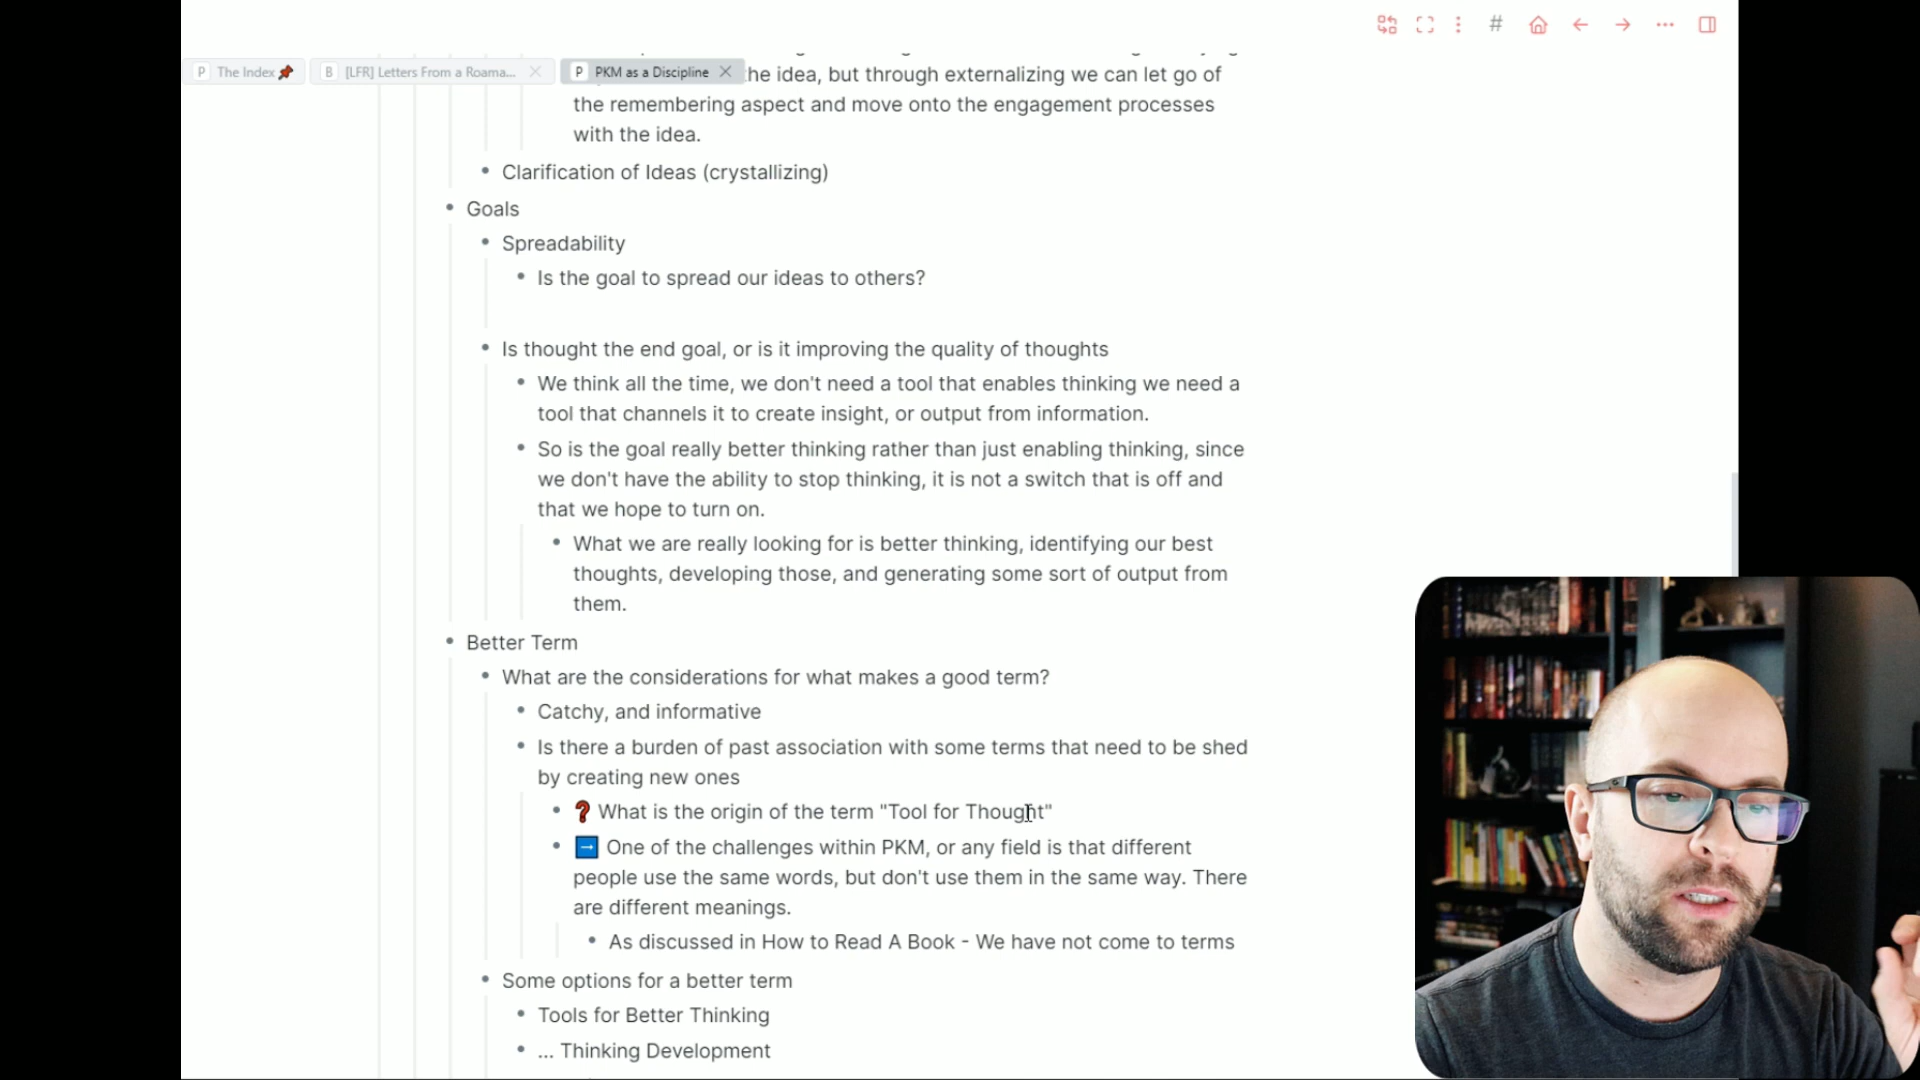 P The Index 📌
B [LFR] Letters From a Roama...
P PKM as a Discipline
the idea, but through externalizing we can let go of
the remembering aspect and move onto the engagement processes
with the idea.
Clarification of Ideas (crystallizing)
Goals
Spreadability
Is the goal to spread our ideas to others?
Is thought the end goal, or is it improving the quality of thoughts
We think all the time, we don't need a tool that enables thinking we need a
tool that channels it to create insight, or output from information.
So is the goal really better thinking rather than just enabling thinking, since
we don't have the ability to stop thinking, it is not a switch that is off and
that we hope to turn on.
What we are really looking for is better thinking, identifying our best
thoughts, developing those, and generating some sort of output from
them.
Better Term
What are the considerations for what makes a good term?
Catchy, and informative
Is there a burden of past association with some terms that need to be shed
by creating new ones
❓ What is the origin of the term "Tool for Thought"
➡️ One of the challenges within PKM, or any field is that different
people use the same words, but don't use them in the same way. There
are different meanings.
As discussed in How to Read A Book - We have not come to terms
Some options for a better term
Tools for Better Thinking
... Thinking Development